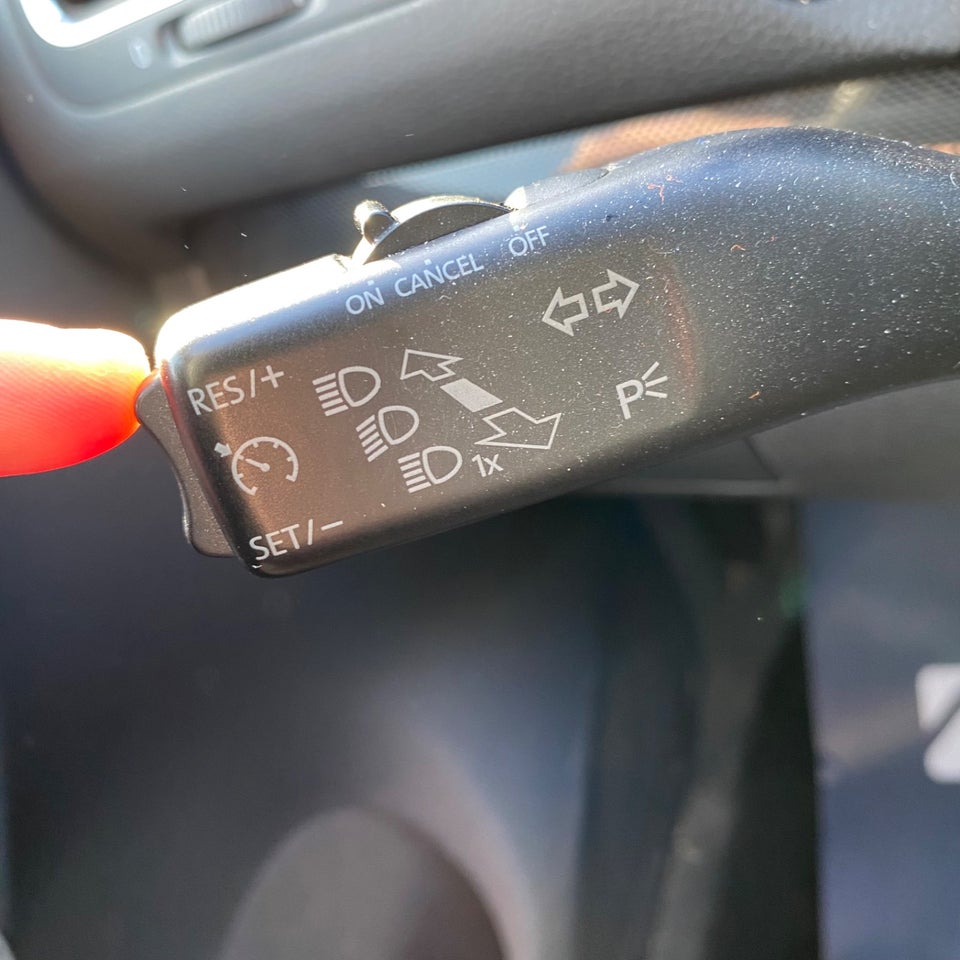 ON CANCEL OFF
RES/+
1x
P
SET/–